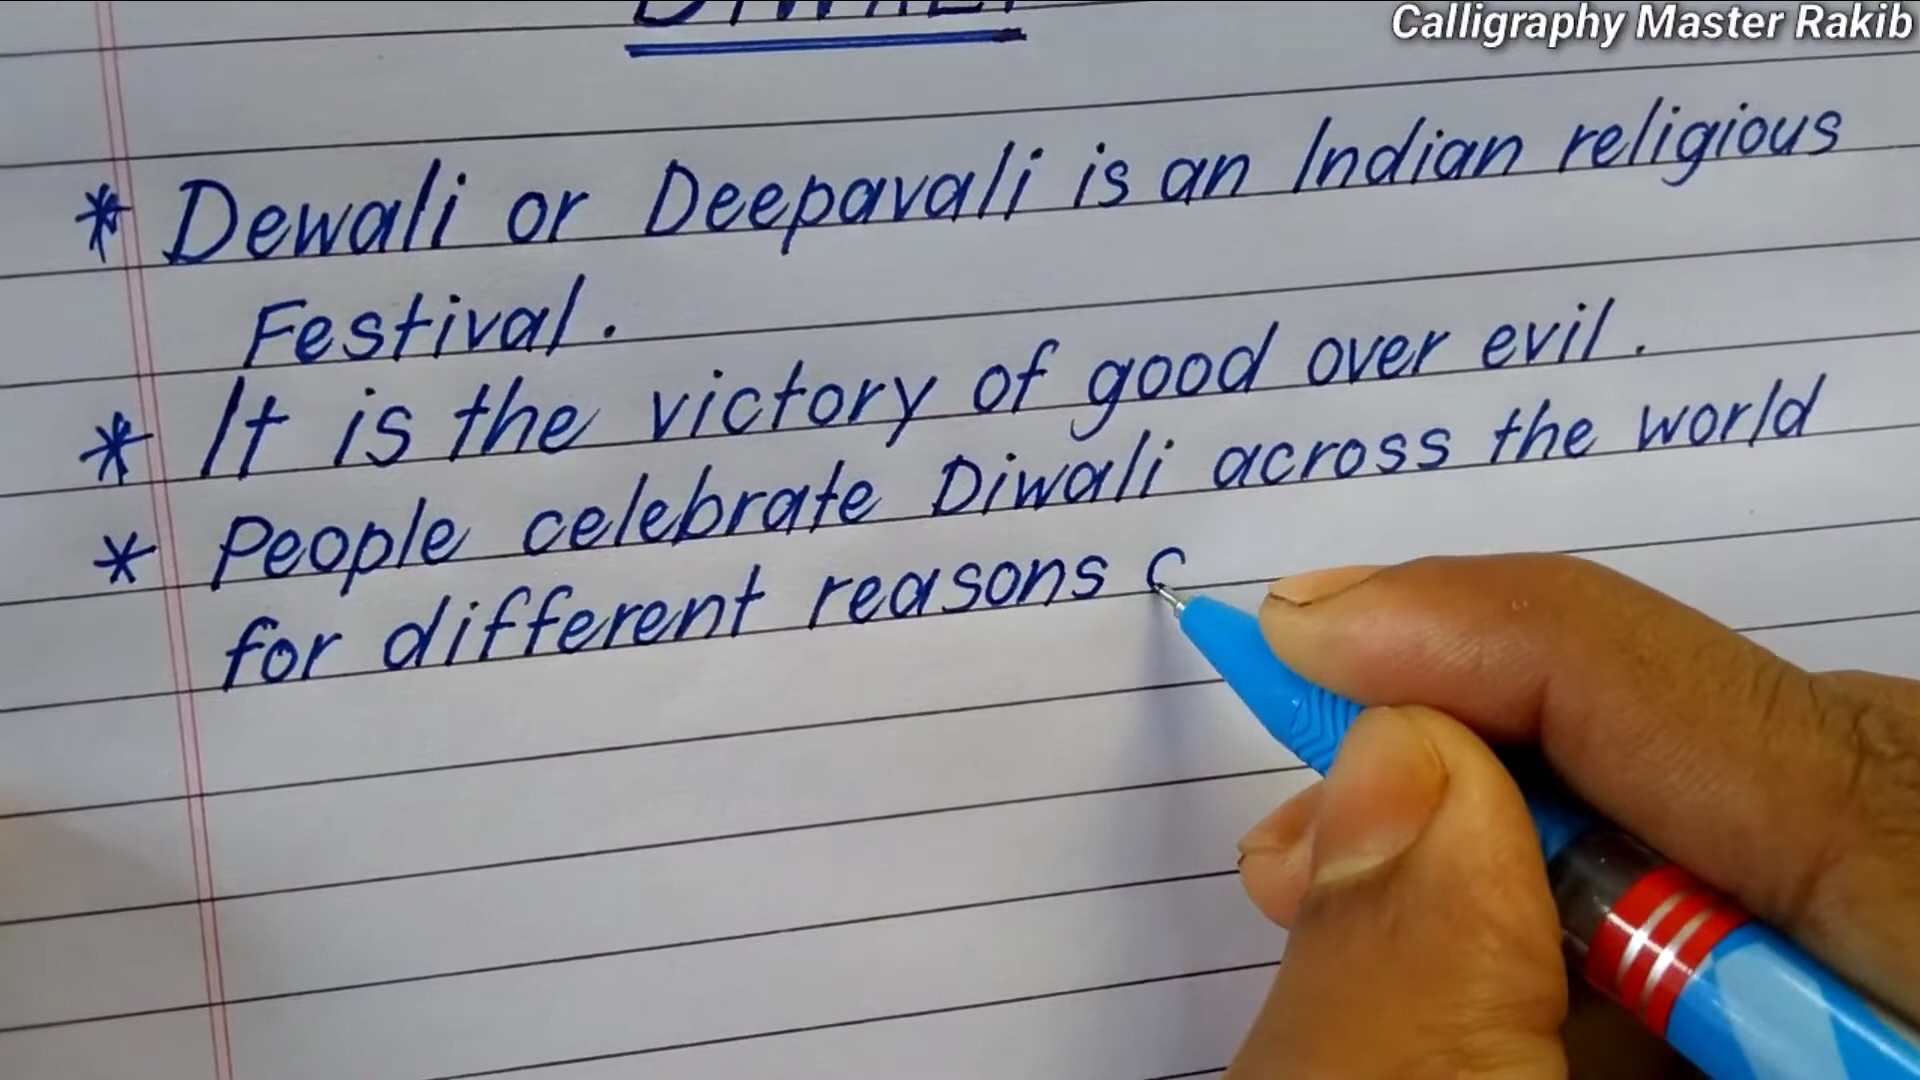 DIWALI
Calligraphy Master Rakib
* Dewali or Deepavali is an Indian religious
Festival.
* It is the victory of good over evil.
* People celebrate Diwali across the world
for different reasons